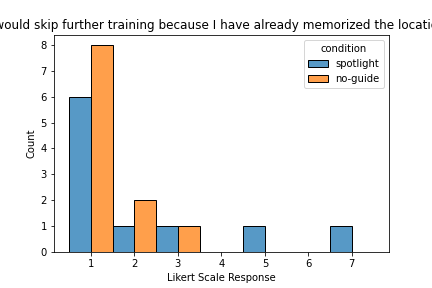 would skip further training because I have already memorized the locati
condition
spotlight
no-guide
8
7
6
5
4
3
2
1
0
Count
1 2 3 4 5 6 7
Likert Scale Response